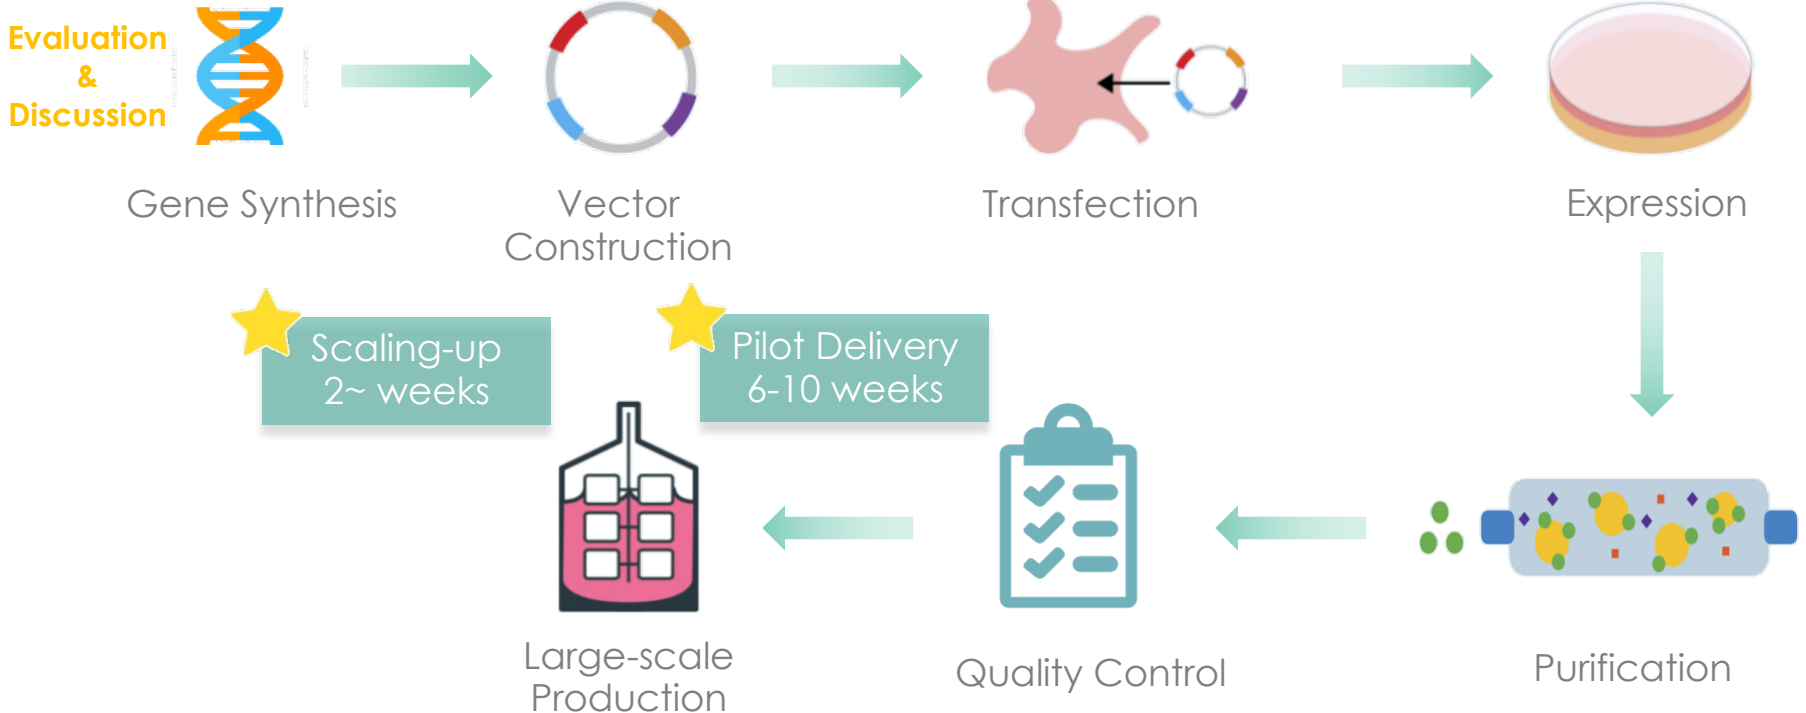 Evaluation
&
Discussion
Gene Synthesis
Vector
Construction
Transfection
Expression
Scaling-up
2~ weeks
Pilot Delivery
6-10 weeks
Large-scale
Production
Quality Control
Purification